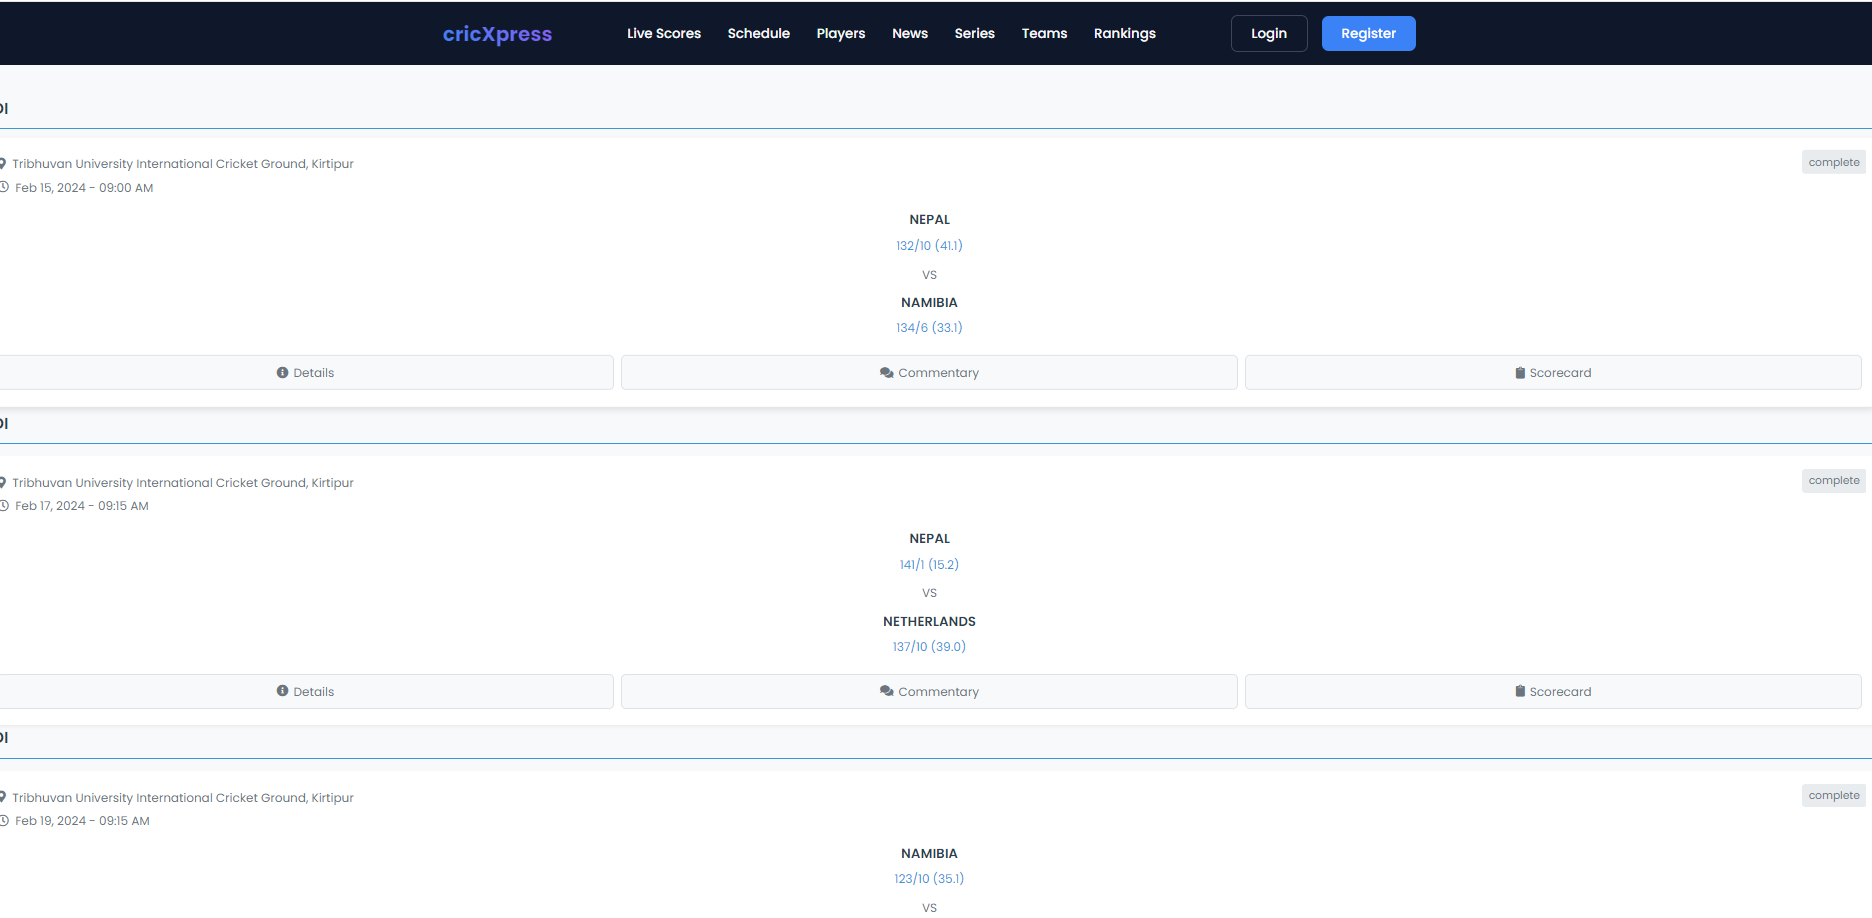 cricXpress Live Scores Schedule Players News Series Teams Rankings Login Register
DI
Tribhuvan University International Cricket Ground, Kirtipur complete
Feb 15, 2024 - 09:00 AM
NEPAL
132/10 (41.1)
VS
NAMIBIA
134/6 (33.1)
Details Commentary Scorecard
DI
Tribhuvan University International Cricket Ground, Kirtipur complete
Feb 17, 2024 - 09:15 AM
NEPAL
141/1 (15.2)
VS
NETHERLANDS
137/10 (39.0)
Details Commentary Scorecard
DI
Tribhuvan University International Cricket Ground, Kirtipur complete
Feb 19, 2024 - 09:15 AM
NAMIBIA
123/10 (35.1)
VS